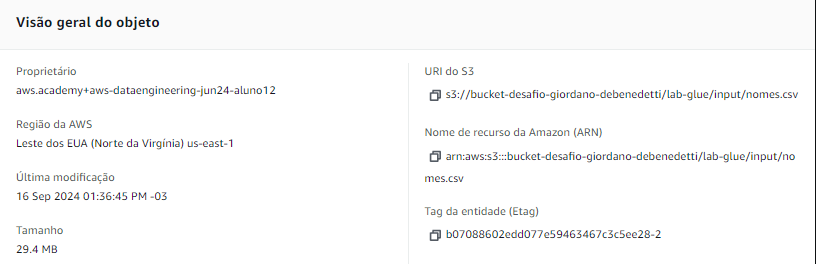 Visão geral do objeto
Proprietário
aws.academy+aws-dataengineering-jun24-aluno12
Região da AWS
Leste dos EUA (Norte da Virgínia) us-east-1
Última modificação
16 Sep 2024 01:36:45 PM -03
Tamanho
29.4 MB
URI do S3
s3://bucket-desafio-giordano-debenedetti/lab-glue/input/nomes.csv
Nome de recurso da Amazon (ARN)
arn:aws:s3:::bucket-desafio-giordano-debenedetti/lab-glue/input/no
mes.csv
Tag da entidade (Etag)
b07088602edd077e59463467c3c5ee28-2